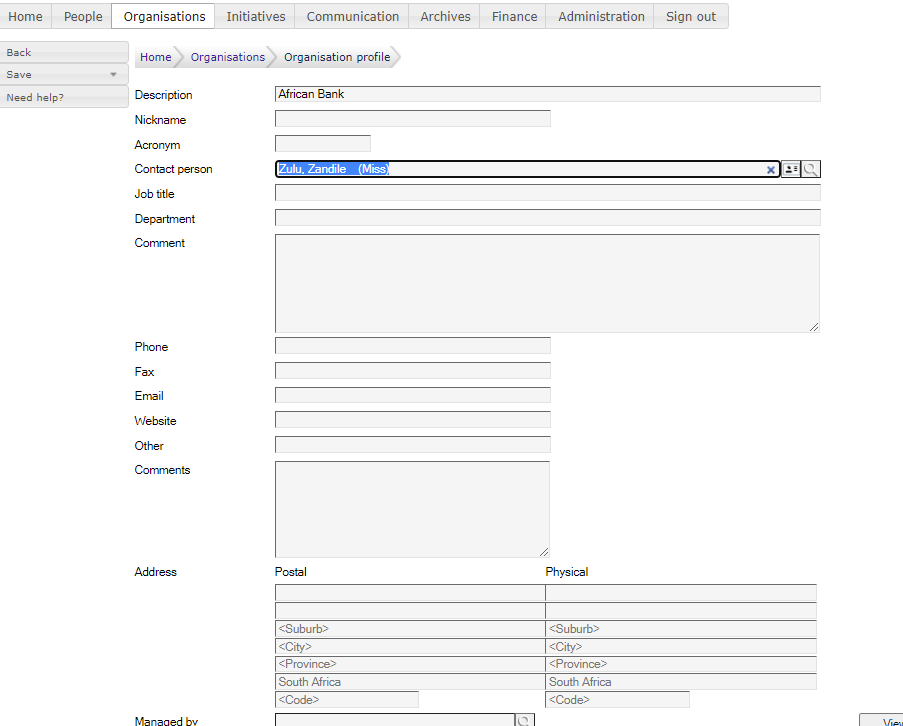 Home People Organisations Initiatives Communication Archives Finance Administration Sign out
Back
Save
Need help?
Home Organisations Organisation profile
Description African Bank
Nickname
Acronym
Contact person Zulu, Zandile (Miss)
Job title
Department
Comment
Phone
Fax
Email
Website
Other
Comments
Address Postal Physical
<Suburb> <Suburb>
<City> <City>
<Province> <Province>
South Africa South Africa
<Code> <Code>
Managed by